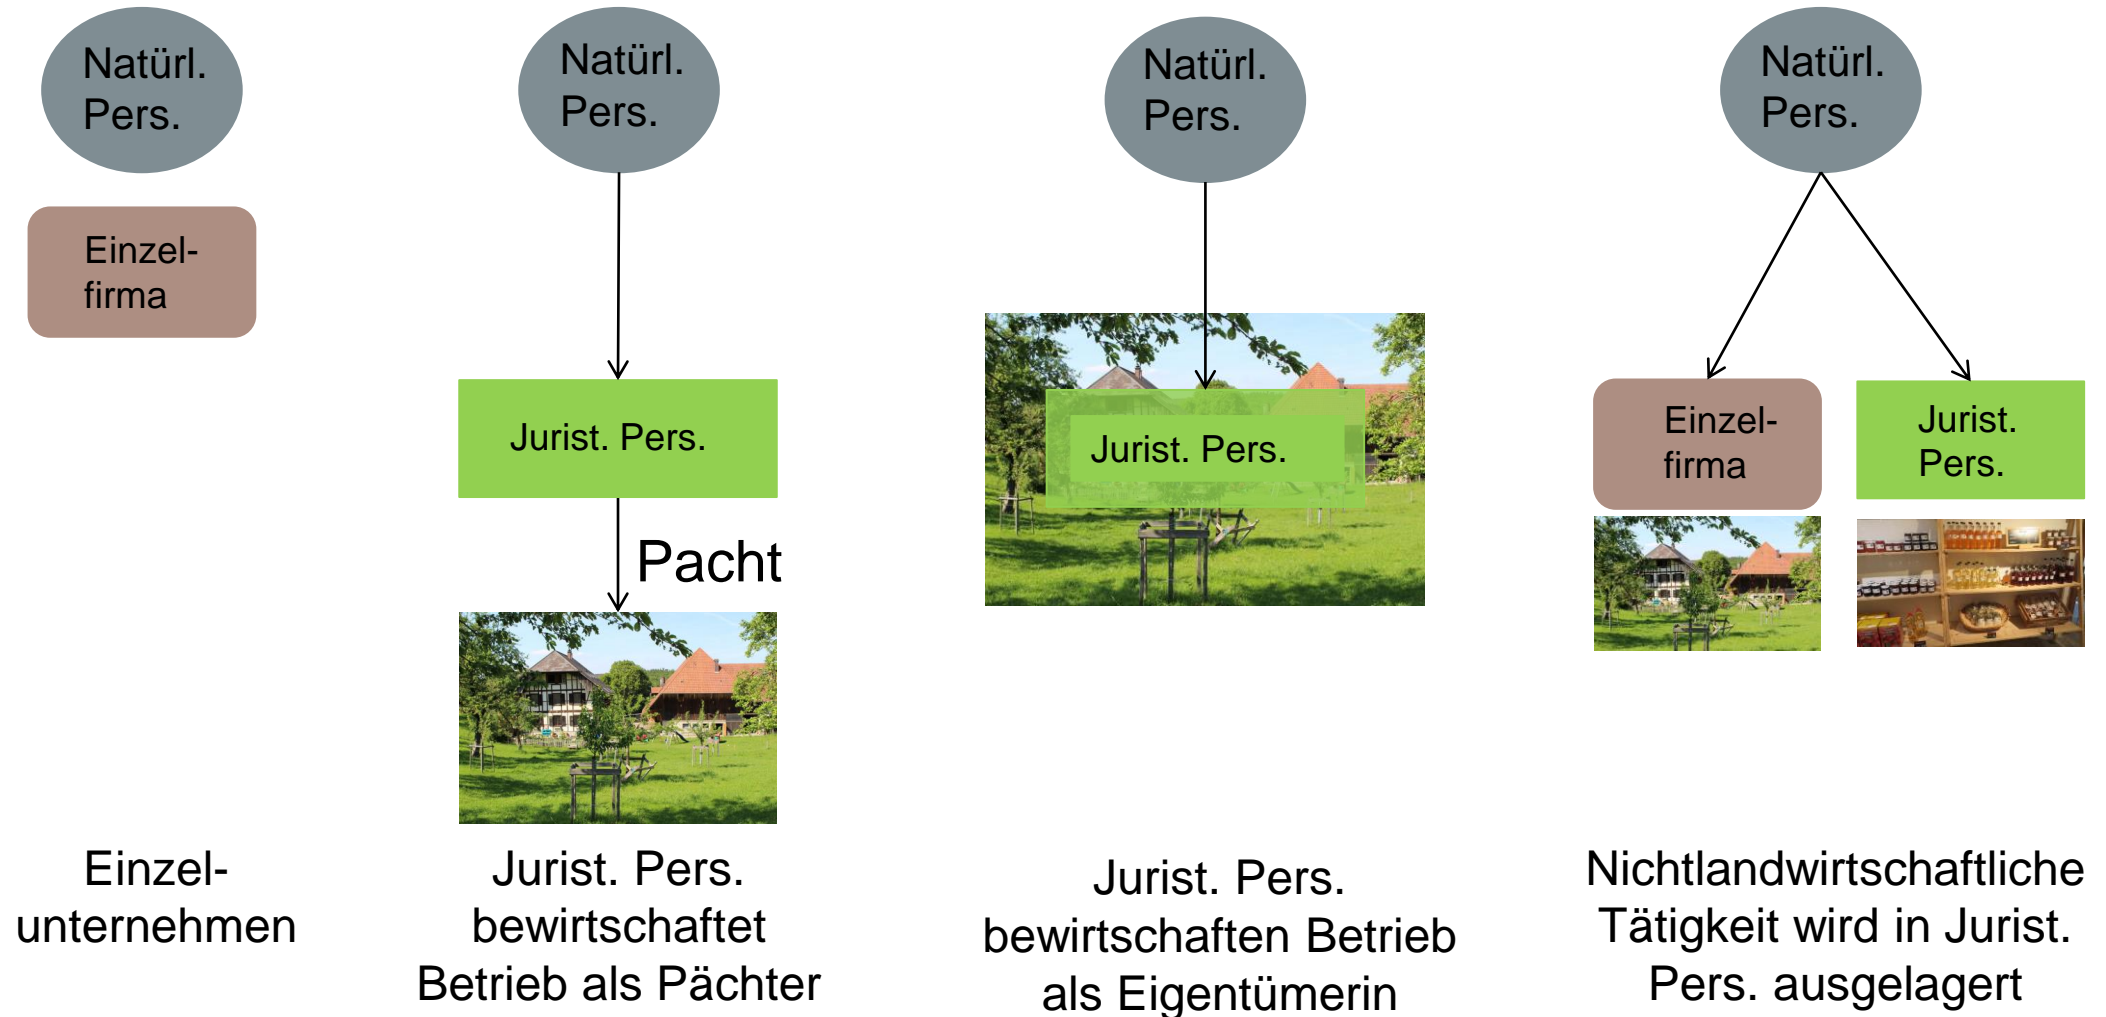 Natürl.
Pers.
Einzel-
firma
Einzel-
unternehmen
Natürl.
Pers.
Jurist. Pers.
Pacht
Jurist. Pers.
bewirtschaftet
Betrieb als Pächter
Natürl.
Pers.
Jurist. Pers.
Jurist. Pers.
bewirtschaften Betrieb
als Eigentümerin
Natürl.
Pers.
Einzel-
firma
Jurist.
Pers.
Nichtlandwirtschaftliche
Tätigkeit wird in Jurist.
Pers. ausgelagert